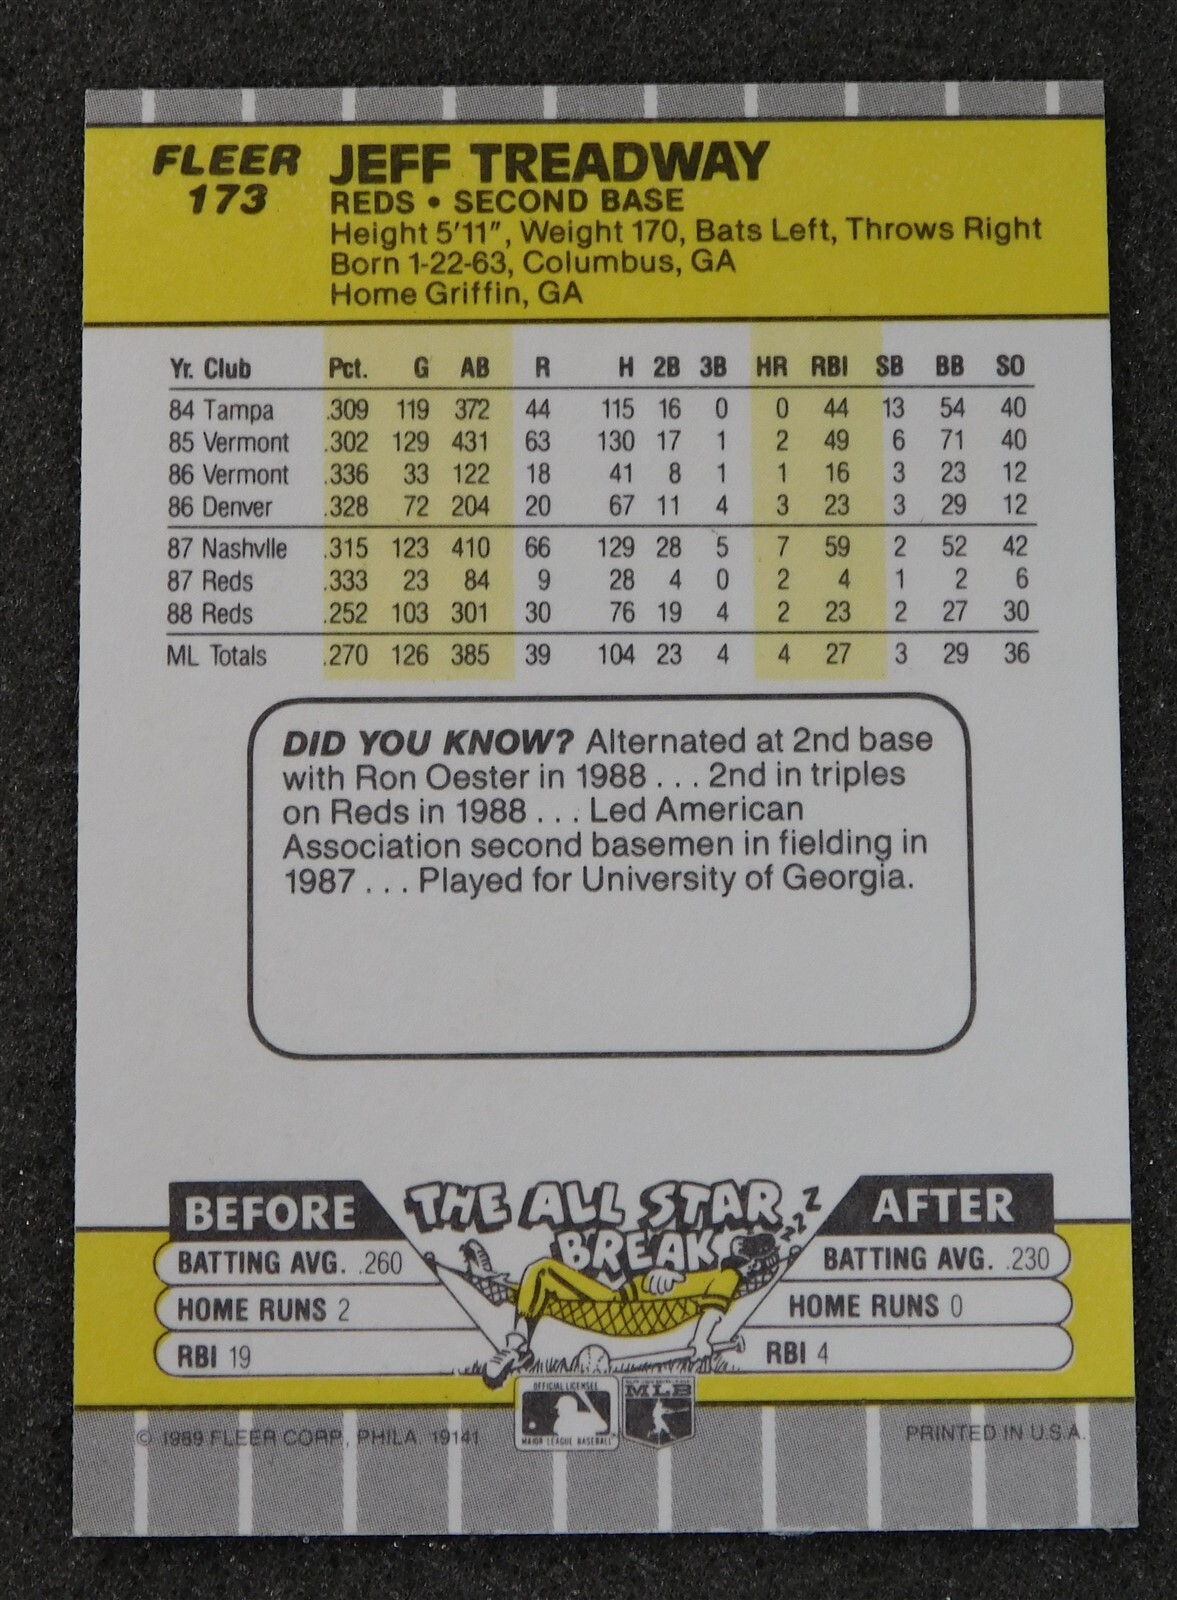 FLEER
173
JEFF TREADWAY
REDS • SECOND BASE
Height 5'11", Weight 170, Bats Left, Throws Right
Born 1-22-63, Columbus, GA
Home Griffin, GA
Yr. Club Pct. G AB R H 2B 3B HR RBI SB BB SO
84 Tampa .309 119 372 44 115 16 0 0 44 13 54 40
85 Vermont .302 129 431 63 130 17 1 2 49 6 71 40
86 Vermont .336 33 122 18 41 8 1 1 16 3 23 12
86 Denver .328 72 204 20 67 11 4 3 23 3 29 12
87 Nashvlle .315 123 410 66 129 28 5 7 59 2 52 42
87 Reds .333 23 84 9 28 4 0 2 4 1 2 6
88 Reds .252 103 301 30 76 19 4 2 23 2 27 30
ML Totals .270 126 385 39 104 23 4 4 27 3 29 36
DID YOU KNOW? Alternated at 2nd base
with Ron Oester in 1988 . . . 2nd in triples
on Reds in 1988 . . . Led American
Association second basemen in fielding in
1987 . . . Played for University of Georgia.
BEFORE THE ALL STAR BREAK ZZZ AFTER
BATTING AVG. .260
HOME RUNS 2
RBI 19
BATTING AVG. .230
HOME RUNS 0
RBI 4
OFFICIAL LICENSEE
MAJOR LEAGUE BASEBALL
MLB
© 1989 FLEER CORP., PHILA. 19141
PRINTED IN U.S.A.